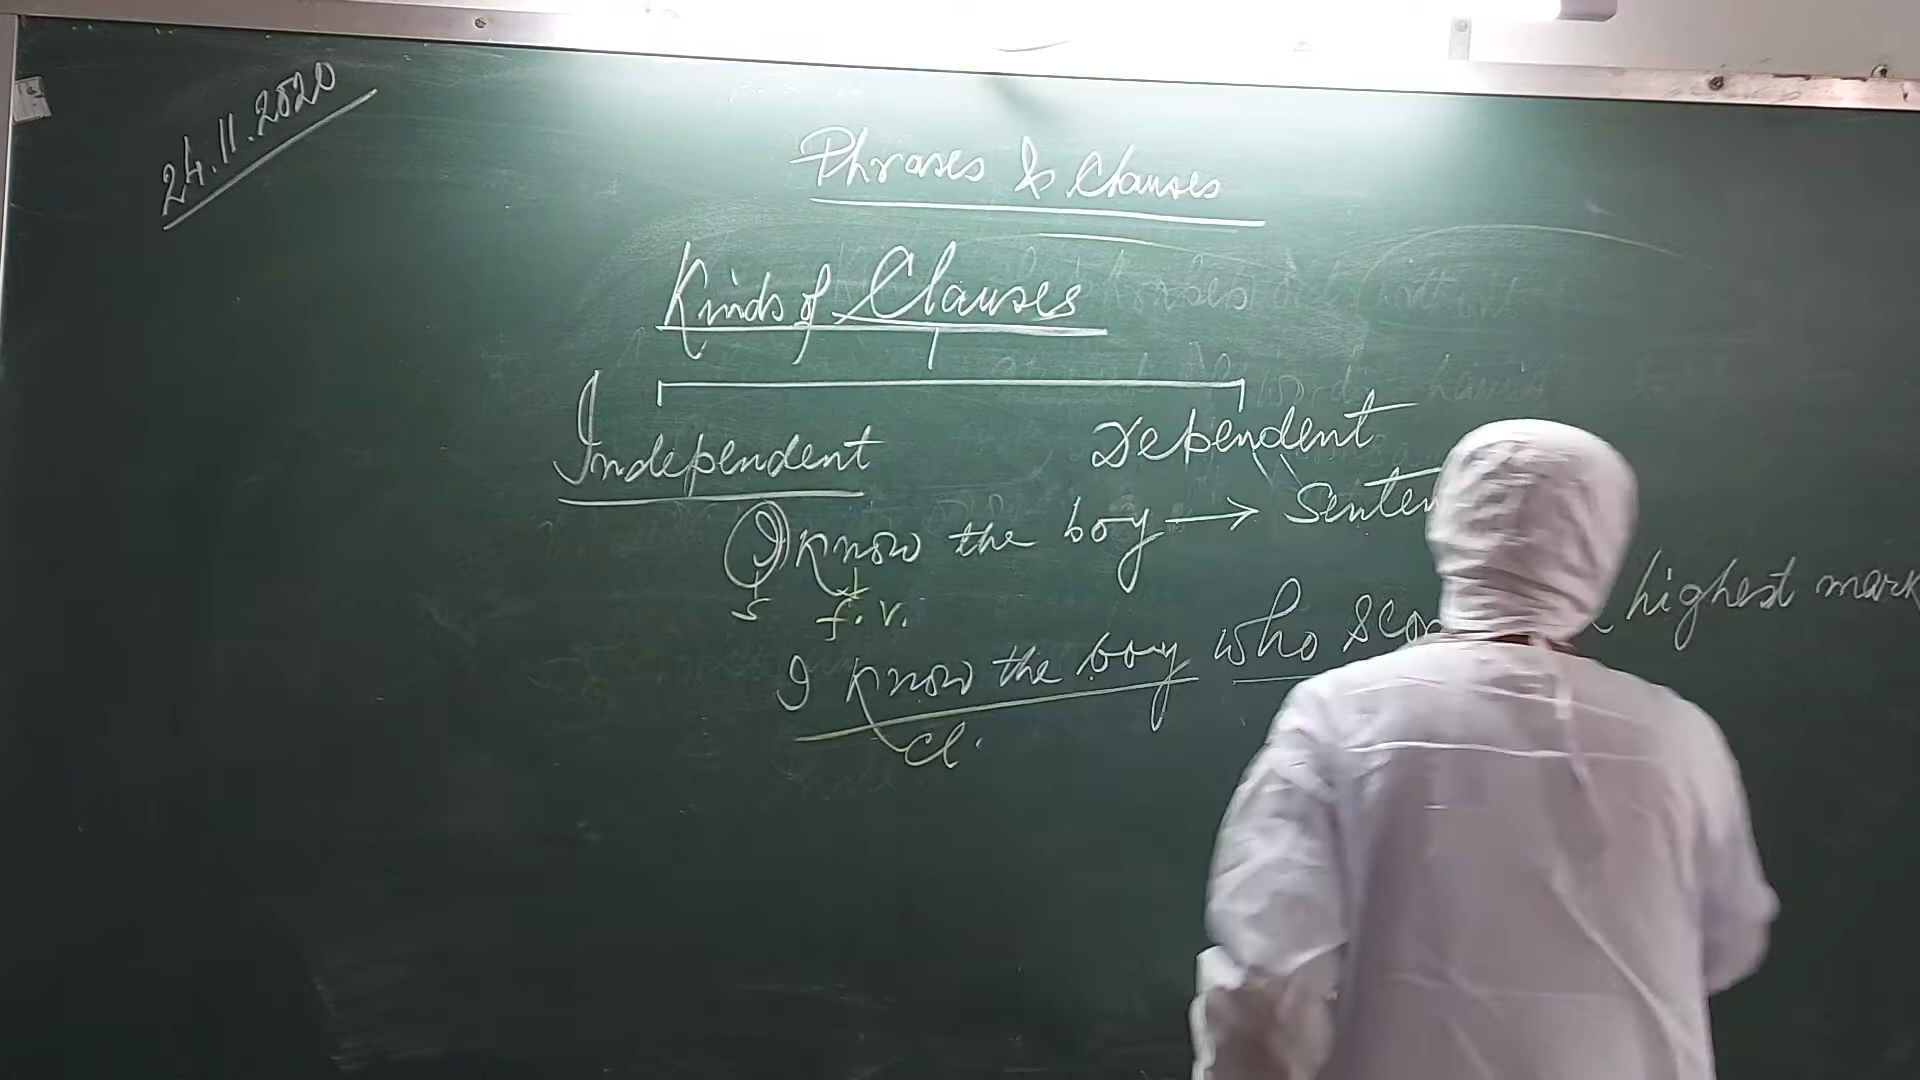 24.11.2020
Phrases & Clauses
Kinds of Clauses
Independent Dependent
I know the boy → Senten
S f.v.
I know the boy who scor highest mark
Cl.